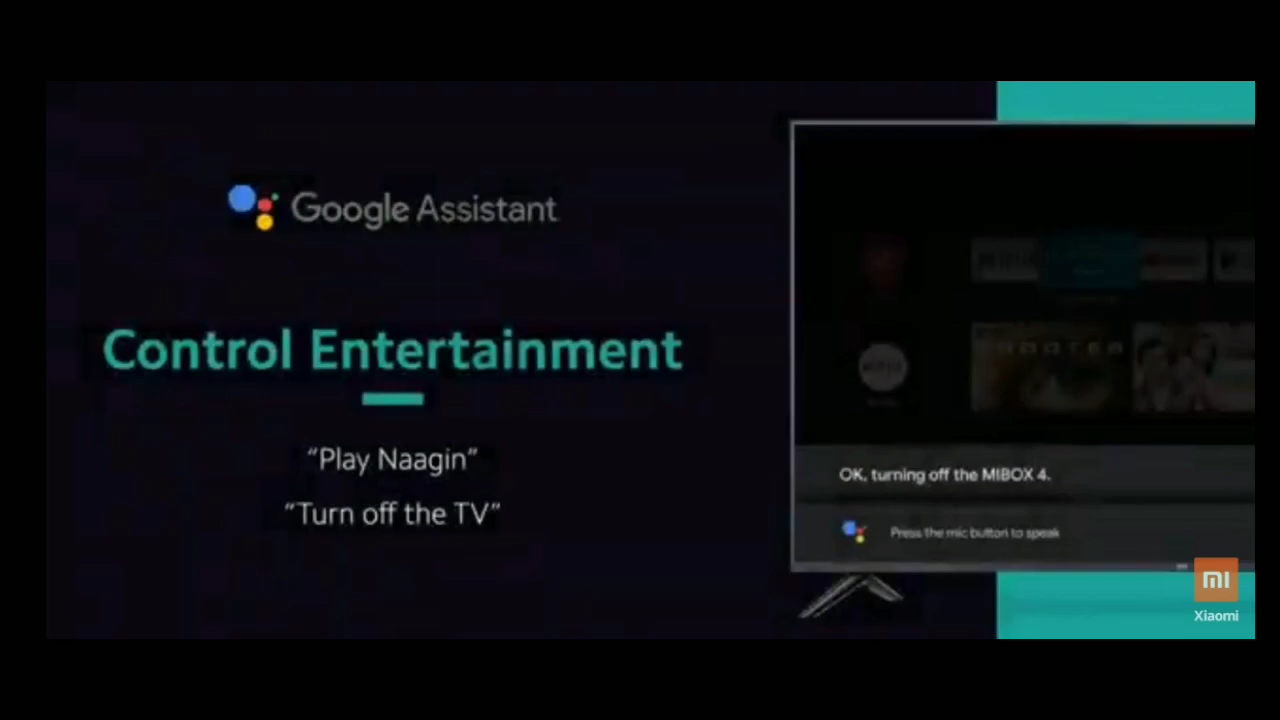 Google Assistant
Control Entertainment
“Play Naagin”
“Turn off the TV”
OK, turning off the MIBOX 4.
Press the mic button to speak
mi
Xiaomi